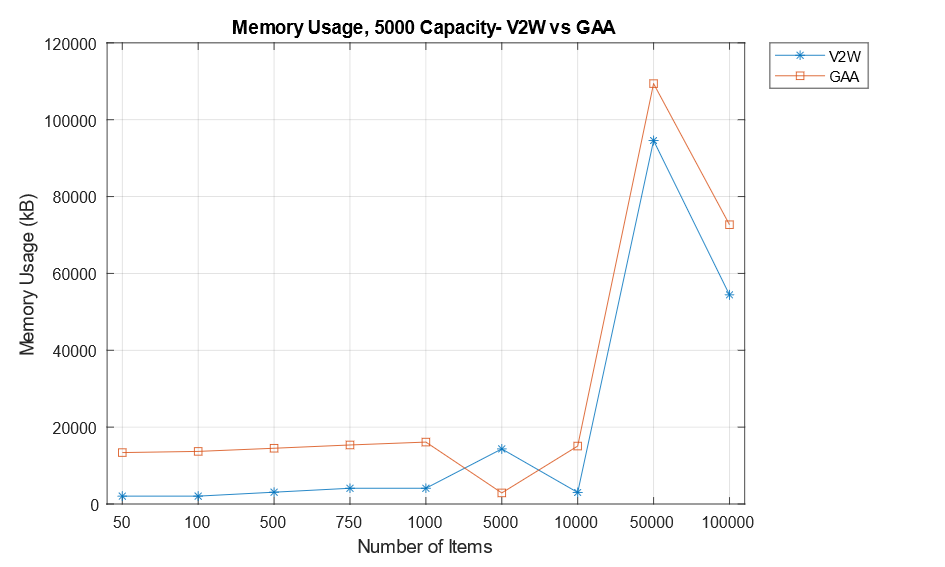 Memory Usage, 5000 Capacity- V2W vs GAA
V2W
GAA
120000
100000
80000
60000
40000
20000
0
Memory Usage (kB)
50 100 500 750 1000 5000 10000 50000 100000
Number of Items